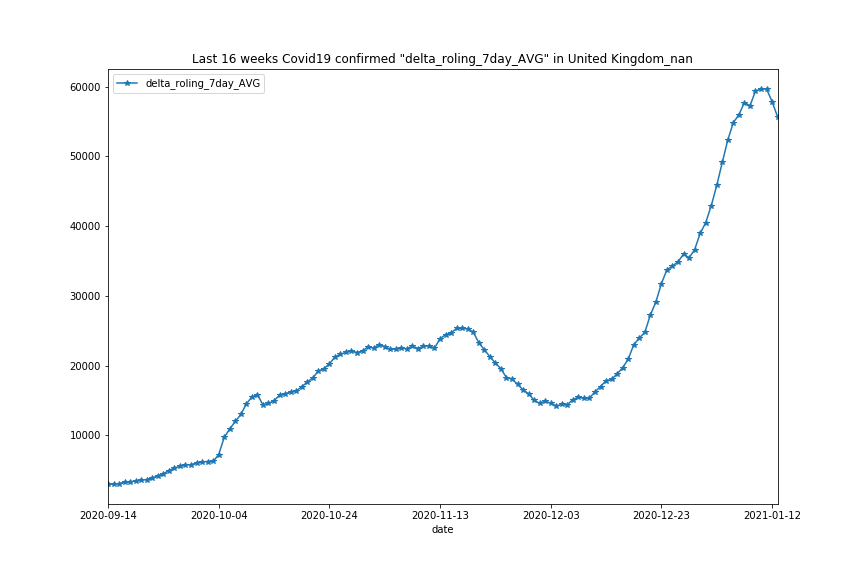 Last 16 weeks Covid19 confirmed "delta_roling_7day_AVG" in United Kingdom_nan
delta_roling_7day_AVG
60000
50000
40000
30000
20000
10000
2020-09-14 2020-10-04 2020-10-24 2020-11-13 2020-12-03 2020-12-23 2021-01-12
date